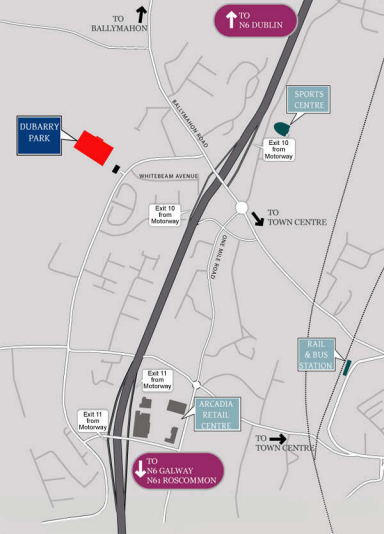 TO
BALLYMAHON
TO
N6 DUBLIN
SPORTS
CENTRE
DUBARRY
PARK
BALLYMAHON ROAD
Exit 10
from
Motorway
WHITEBEAM AVENUE
Exit 10
from
Motorway
TO
TOWN CENTRE
ONE MILE ROAD
RAIL
& BUS
STATION
Exit 11
from
Motorway
Exit 11
from
Motorway
ARCADIA
RETAIL
CENTRE
TO
TOWN CENTRE
TO
N6 GALWAY
N61 ROSCOMMON